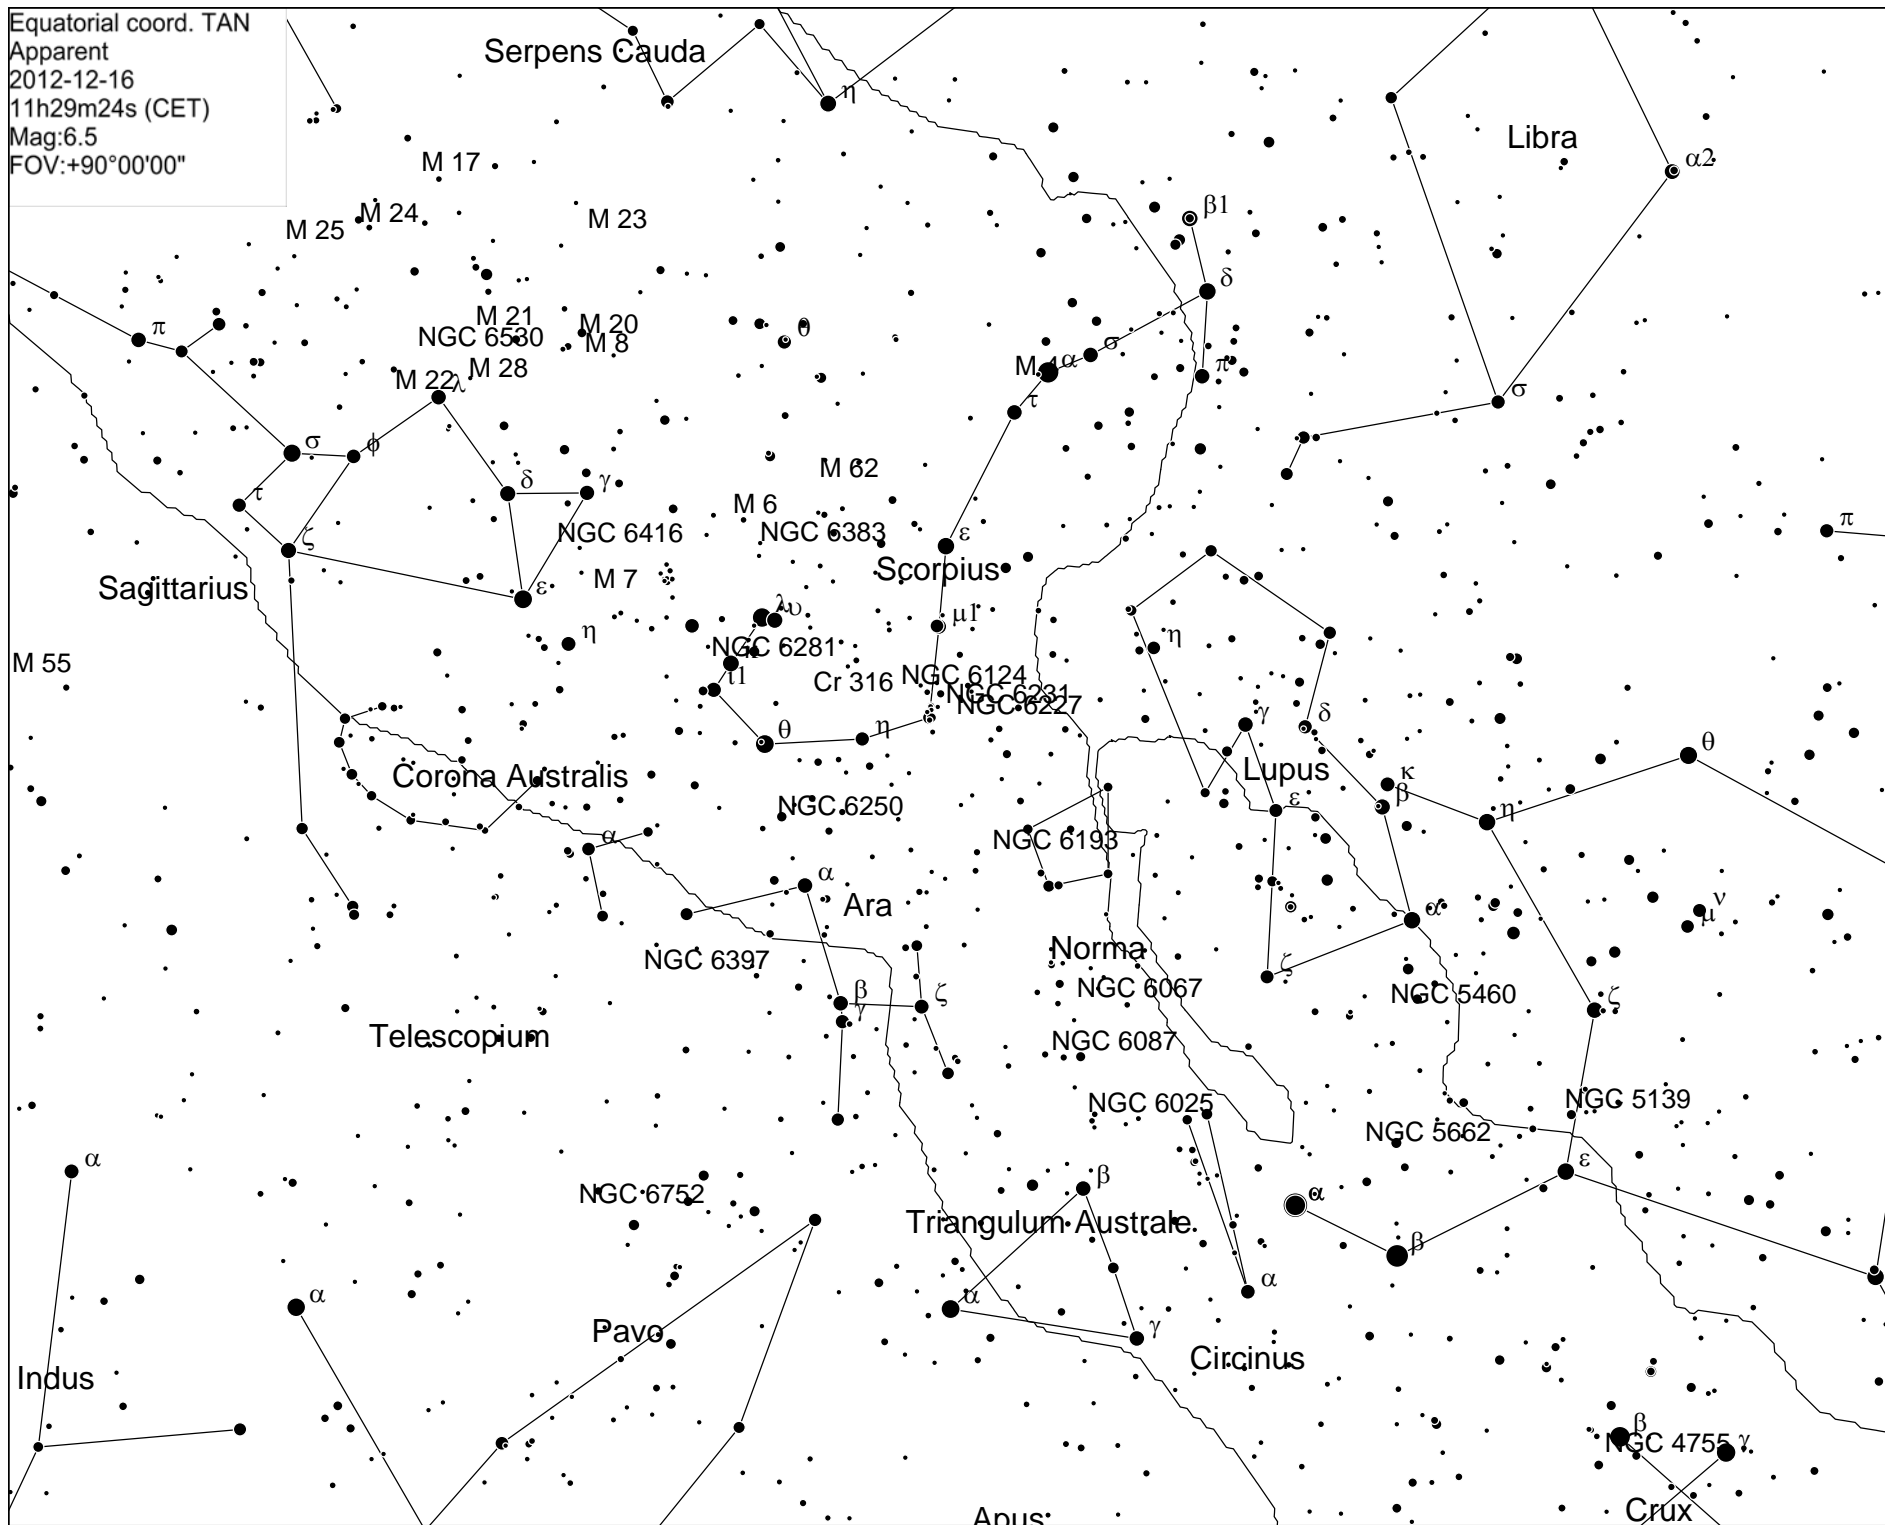 Equatorial coord. TAN
Apparent
2012-12-16
11h29m24s (CET)
Mag:6.5
FOV:+90°00'00"
Serpens Cauda
η
Libra
α2
M 17
M 24
M 25
M 23
β1
δ
π
M 21
NGC 6530
M 20
M 8
θ
M 28
M 22
λ
M 4
α
σ
π
τ
σ
σ
φ
δ
γ
M 62
τ
M 6
NGC 6416
NGC 6383
ζ
ε
π
Sagittarius
ε
M 7
Scorpius
λ
υ
μ1
η
η
NGC 6281
κ
ι1
M 55
Cr 316
NGC 6124
NGC 6231
NGC 6227
θ
η
γ
δ
θ
Corona Australis
Lupus
κ
β
ε
η
NGC 6250
α
NGC 6193
α
Ara
α
ν
μ
NGC 6397
Norma
ζ
β
γ
ζ
NGC 6067
NGC 5460
ζ
Telescopium
NGC 6087
NGC 6025
NGC 5139
NGC 5662
α
β
ε
NGC 6752
Triangulum Australe
α
β
α
α
α
γ
Pavo
Circinus
Indus
β
NGC 4755
γ
Crux
Apus